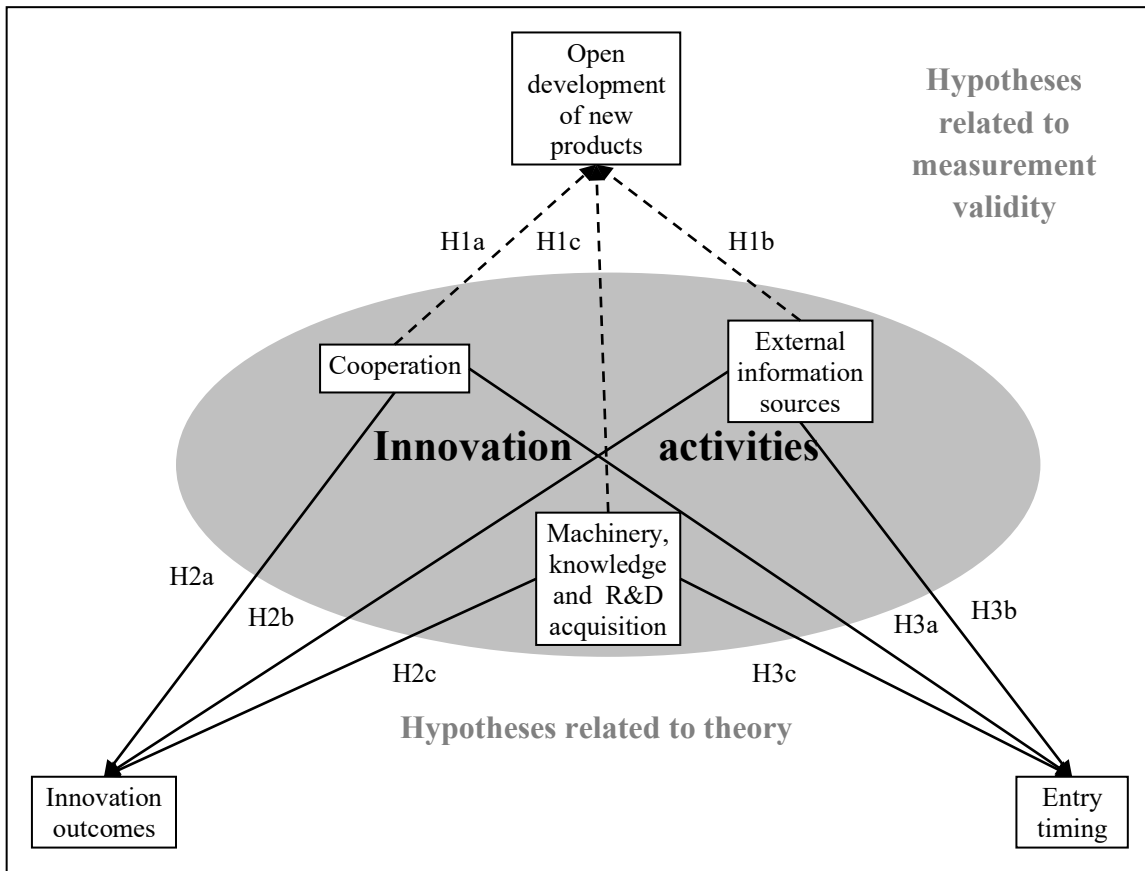 Open
development
of new
products
Hypotheses
related to
measurement
validity
H1a
H1c
H1b
Cooperation
External
information
sources
Innovation activities
Machinery,
knowledge
and R&D
acquisition
H2a
H2b
H2c
H3c
H3a
H3b
Hypotheses related to theory
Innovation
outcomes
Entry
timing